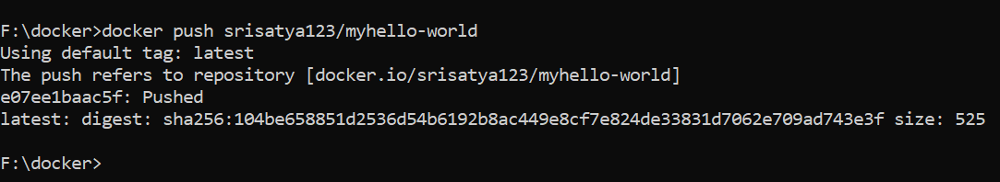 F:\docker>docker push srisatya123/myhello-world
Using default tag: latest
The push refers to repository [docker.io/srisatya123/myhello-world]
e07ee1baac5f: Pushed
latest: digest: sha256:104be658851d2536d54b6192b8ac449e8cf7e824de33831d7062e709ad743e3f size: 525
F:\docker>